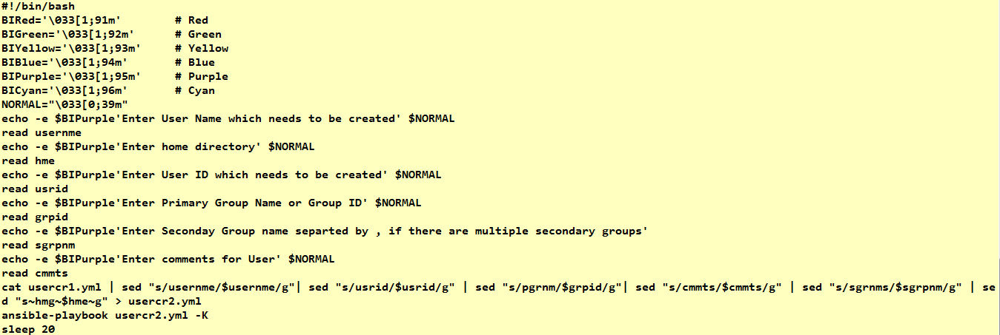 #!/bin/bash
BIRed='\033[1;91m'        # Red
BIGreen='\033[1;92m'      # Green
BIYellow='\033[1;93m'     # Yellow
BIBlue='\033[1;94m'       # Blue
BIPurple='\033[1;95m'     # Purple
BICyan='\033[1;96m'       # Cyan
NORMAL="\033[0;39m"
echo -e $BIPurple'Enter User Name which needs to be created' $NORMAL
read usernme
echo -e $BIPurple'Enter home directory' $NORMAL
read hme
echo -e $BIPurple'Enter User ID which needs to be created' $NORMAL
read usrid
echo -e $BIPurple'Enter Primary Group Name or Group ID' $NORMAL
read grpid
echo -e $BIPurple'Enter Seconday Group name separted by , if there are multiple secondary groups'
read sgrpnm
echo -e $BIPurple'Enter comments for User' $NORMAL
read cmmts
cat usercr1.yml | sed "s/usernme/$usernme/g"| sed "s/usrid/$usrid/g" | sed "s/pgrnm/$grpid/g"| sed "s/cmmts/$cmmts/g" | sed "s/sgrnms/$sgrpnm/g" | se
d "s~hmg~$hme~g" > usercr2.yml
ansible-playbook usercr2.yml -K
sleep 20